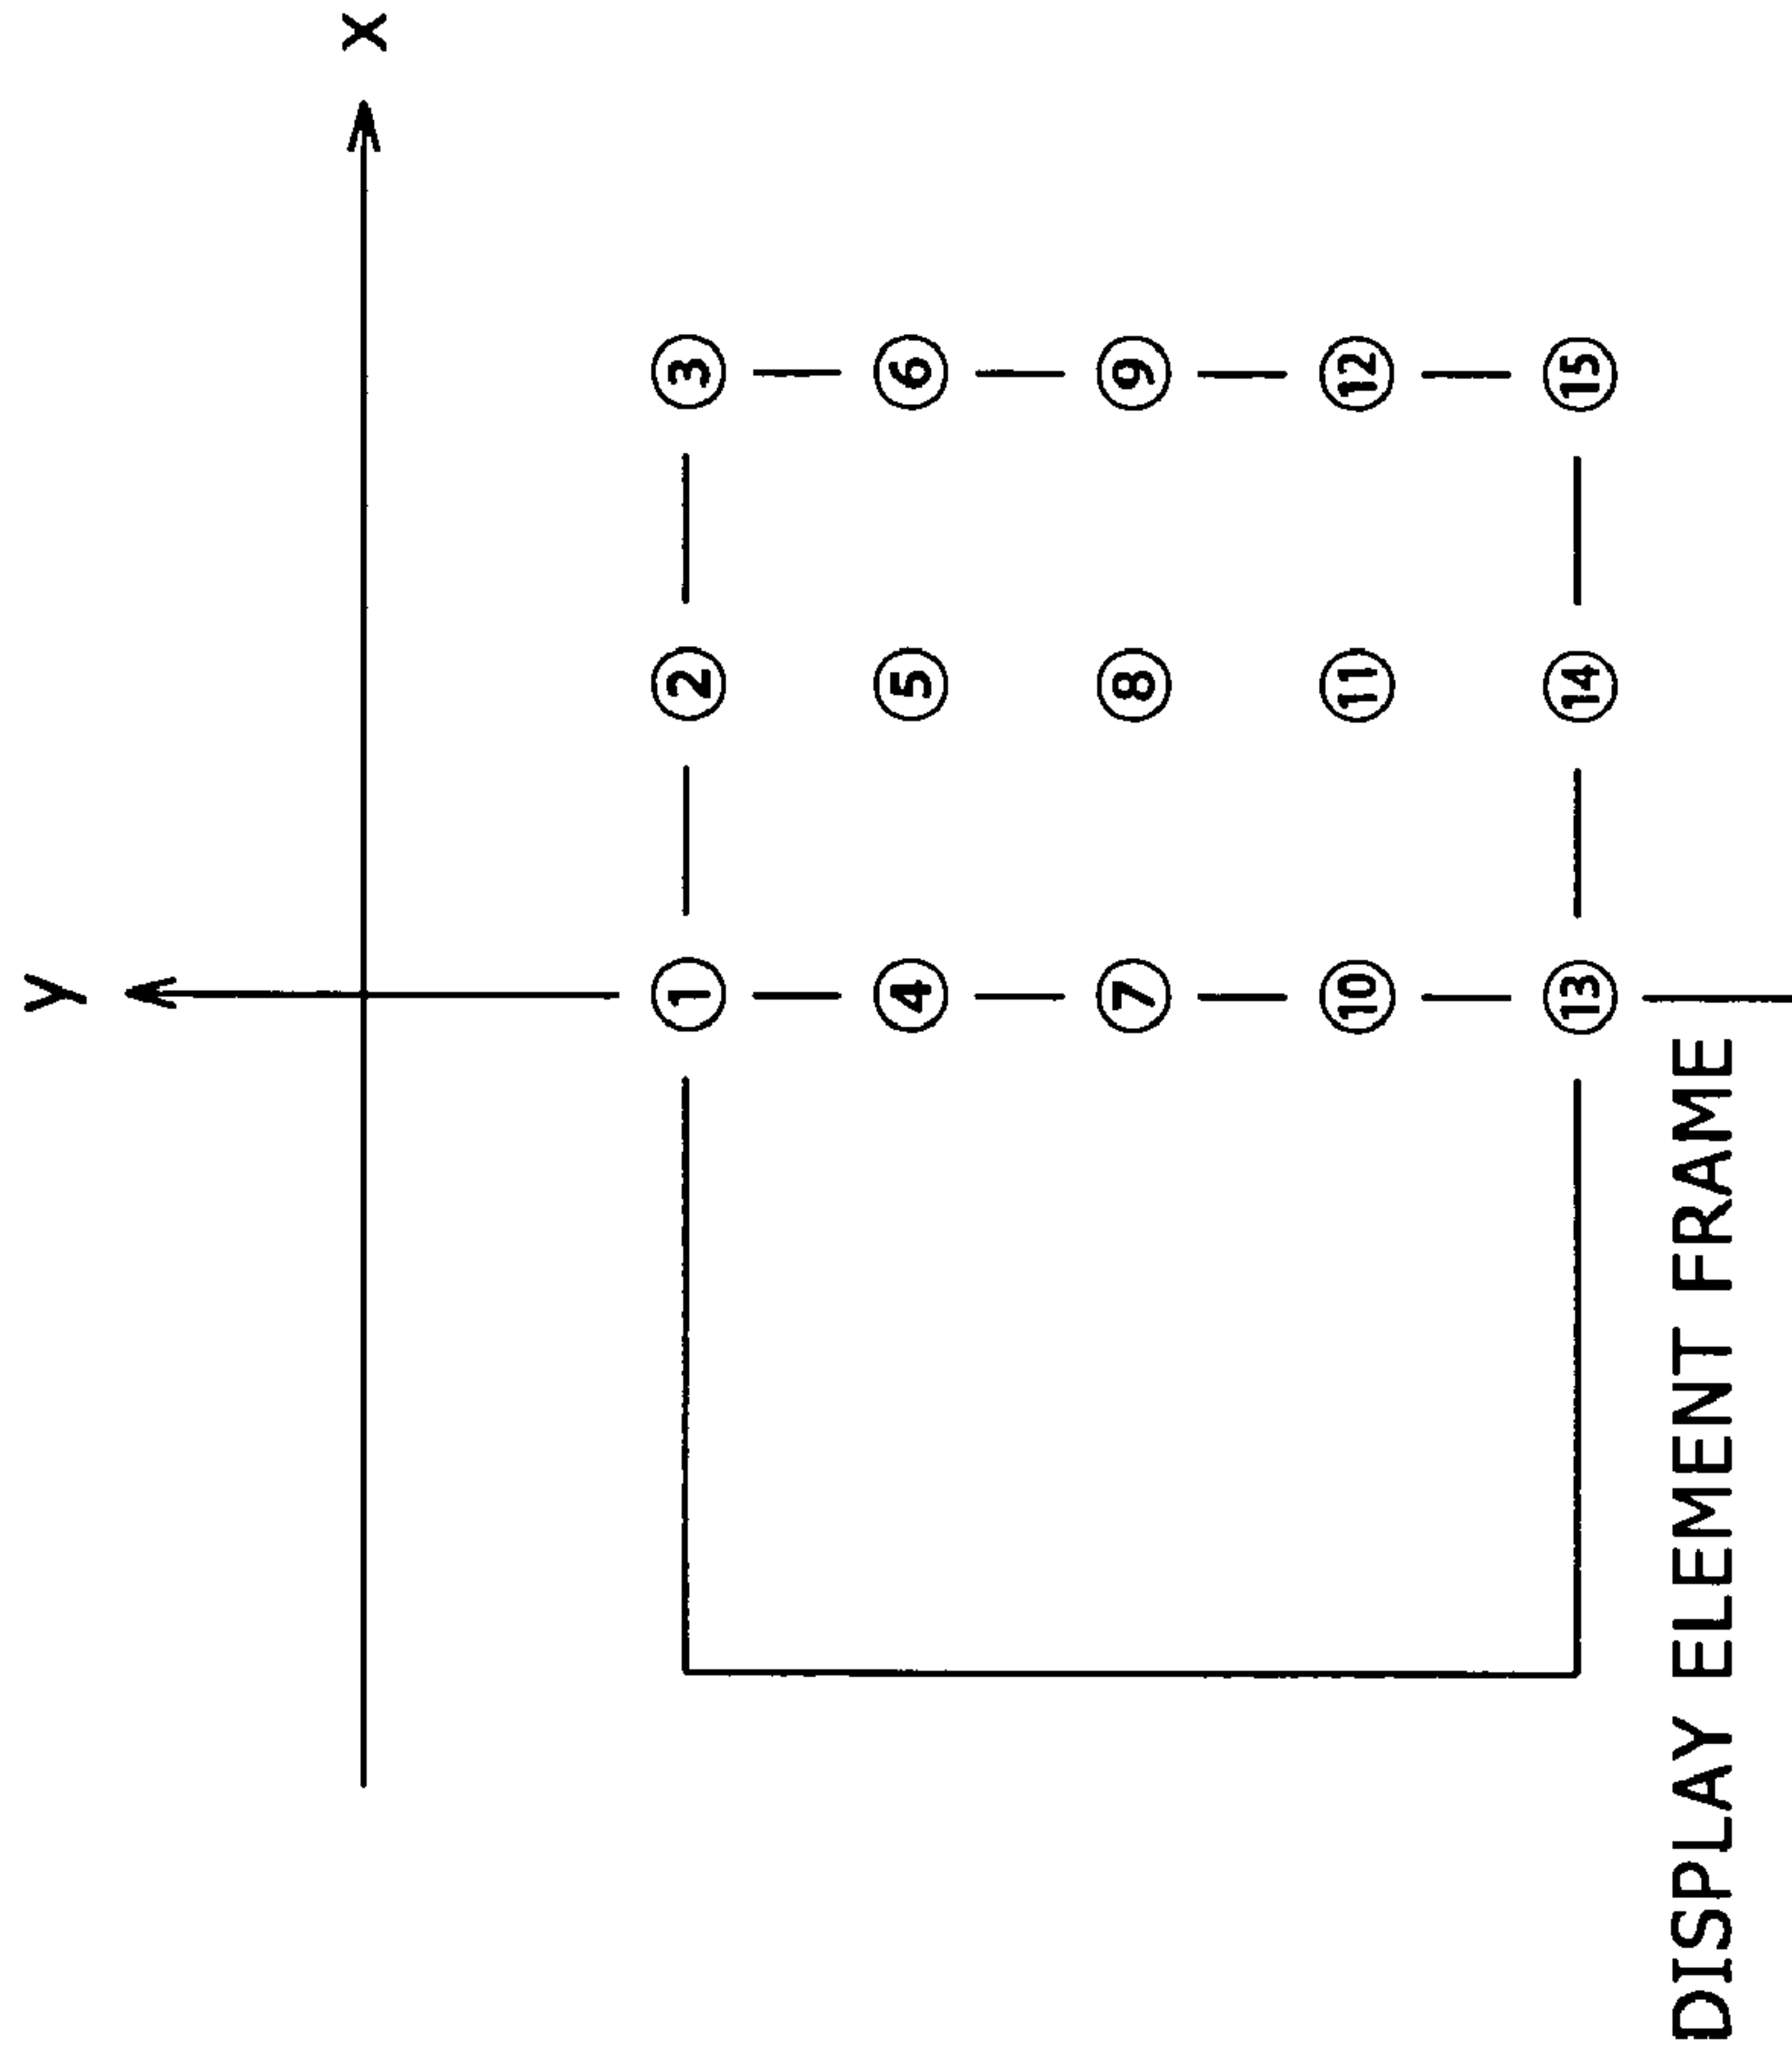 y
x
① ② ③
④ ⑤ ⑥
⑦ ⑧ ⑨
⑩ ⑪ ⑫
⑬ ⑭ ⑮
DISPLAY ELEMENT FRAME